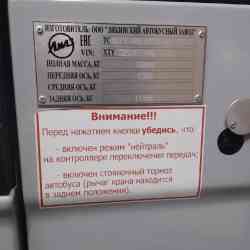 ИЗГОТОВИТЕЛЬ: ООО "ЛИКИНСКИЙ АВТОБУСНЫЙ ЗАВОД"
ЕАС
VIN: XTY
ПОЛНАЯ МАССА, КГ
ПЕРЕДНЯЯ ОСЬ, КГ
СРЕДНЯЯ ОСЬ, КГ
ЗАДНЯЯ ОСЬ, КГ
Внимание!!!
Перед нажатием кнопки убедись, что:
- включен режим "нейтраль"
на контроллере переключения передач;
- включен стояночный тормоз
автобуса (рычаг крана находится
в заднем положении).